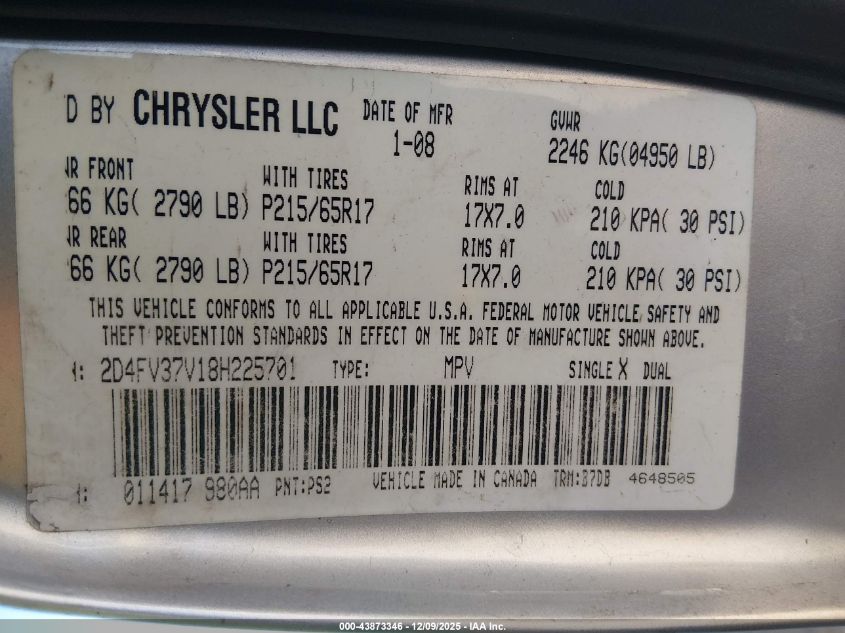 D BY CHRYSLER LLC DATE OF MFR GVWR
1-08 2246 KG(04950 LB)
R FRONT WITH TIRES RIMS AT COLD
66 KG( 2790 LB) P215/65R17 17X7.0 210 KPA( 30 PSI)
R REAR WITH TIRES RIMS AT COLD
66 KG( 2790 LB) P215/65R17 17X7.0 210 KPA( 30 PSI)
THIS VEHICLE CONFORMS TO ALL APPLICABLE U.S.A. FEDERAL MOTOR VEHICLE SAFETY AND
THEFT PREVENTION STANDARDS IN EFFECT ON THE DATE OF MANUFACTURE SHOWN ABOVE.
: 2D4FV37V18H225701 TYPE: MPV SINGLE X DUAL
: 011417 980AA PNT:PS2 VEHICLE MADE IN CANADA TRM:B7DB 4648505
000-43873346 - 12/09/2025 - IAA Inc.